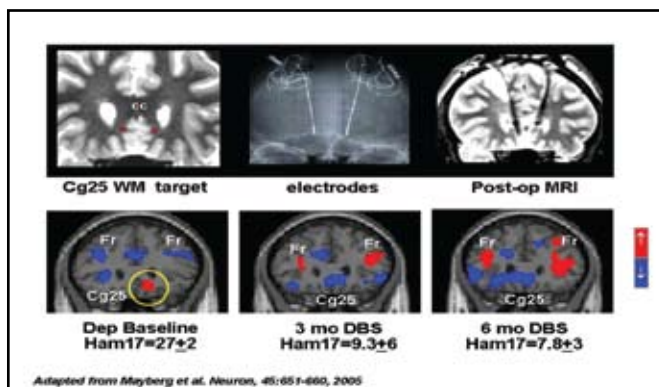 cc
Cg25 WM target
electrodes
Post-op MRI
Fr Fr
Cg25
Fr Fr
Cg25
Fr Fr
Cg25
Dep Baseline
Ham17=27±2
3 mo DBS
Ham17=9.3±6
6 mo DBS
Ham17=7.8±3
Adapted from Mayberg et al. Neuron, 45:651-660, 2005